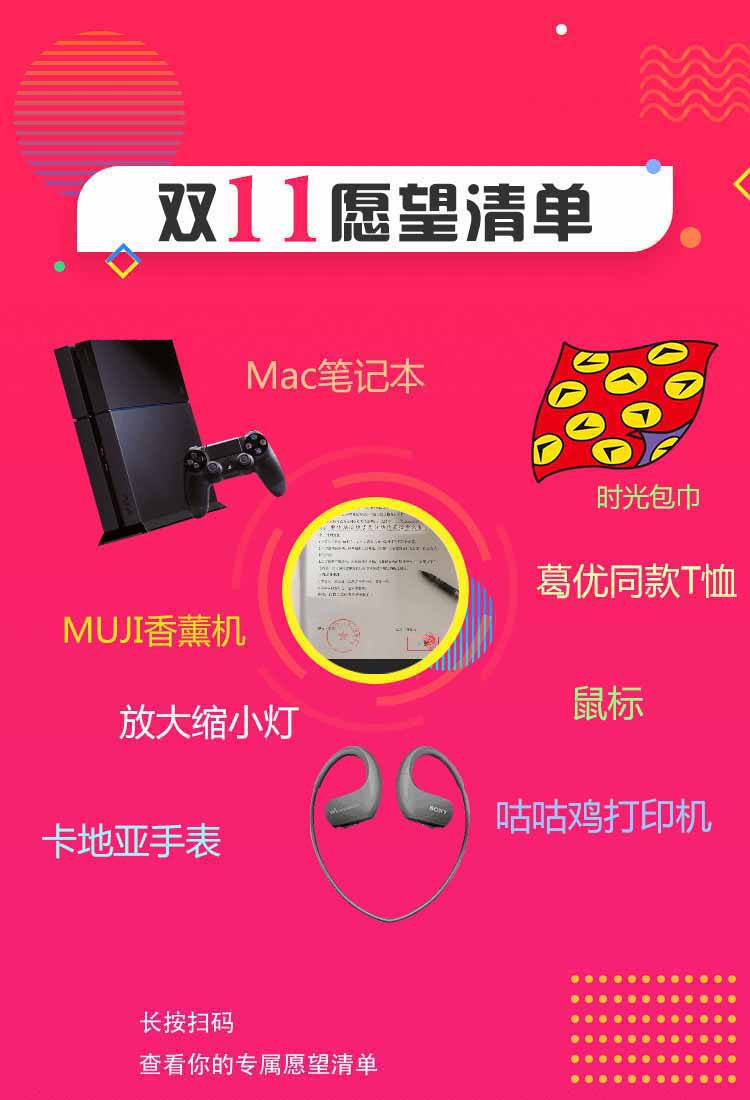 双11愿望清单
Mac笔记本
时光包巾
葛优同款T恤
MUJI香薰机
鼠标
放大缩小灯
咕咕鸡打印机
卡地亚手表
SONY
长按扫码
查看你的专属愿望清单